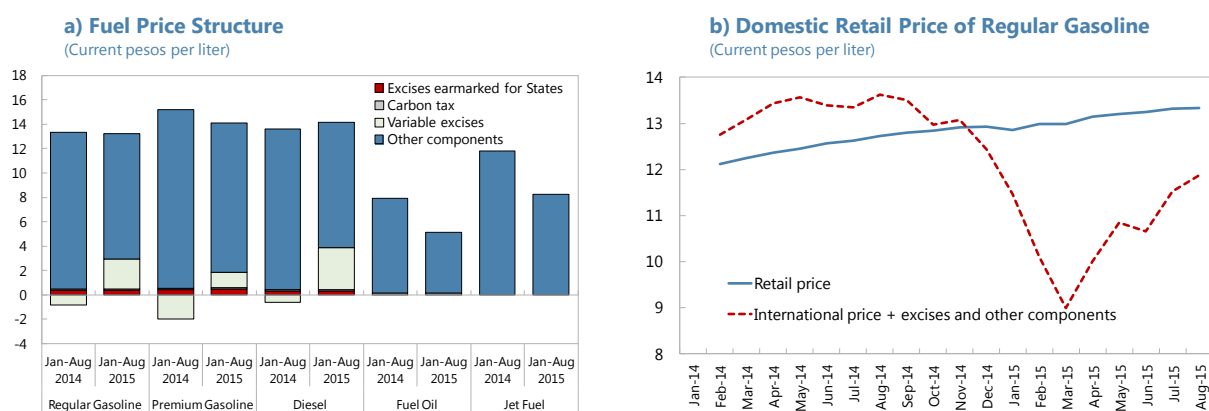 a) Fuel Price Structure
(Current pesos per liter)
18
16
14
12
10
8
6
4
2
0
-2
-4
Excises earmarked for States
Carbon tax
Variable excises
Other components
Jan-Aug 2014
Jan-Aug 2015
Jan-Aug 2014
Jan-Aug 2015
Jan-Aug 2014
Jan-Aug 2015
Jan-Aug 2014
Jan-Aug 2015
Jan-Aug 2014
Jan-Aug 2015
Regular Gasoline
Premium Gasoline
Diesel
Fuel Oil
Jet Fuel
b) Domestic Retail Price of Regular Gasoline
(Current pesos per liter)
14
13
12
11
10
9
8
Retail price
International price + excises and other components
Jan-14
Feb-14
Mar-14
Apr-14
May-14
Jun-14
Jul-14
Aug-14
Sep-14
Oct-14
Nov-14
Dec-14
Jan-15
Feb-15
Mar-15
Apr-15
May-15
Jun-15
Jul-15
Aug-15